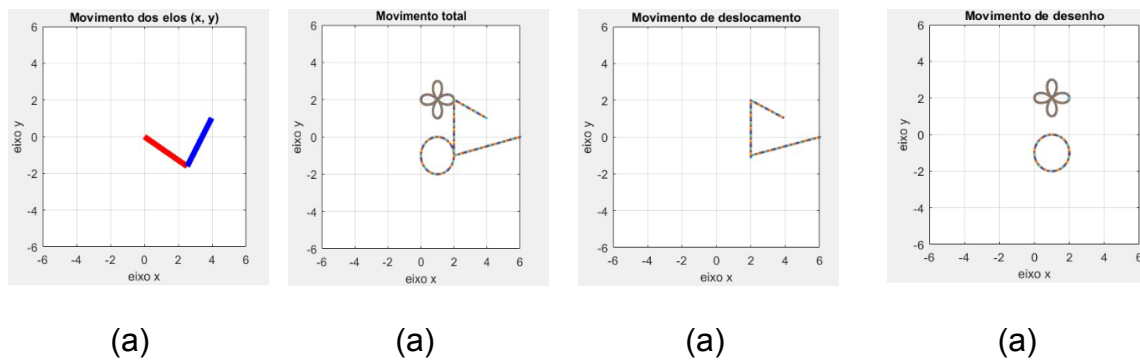 Movimento dos elos (x, y)
6
4
2
0
-2
-4
-6
-6 -4 -2 0 2 4 6
eixo x
eixo y
(a)
Movimento total
6
4
2
0
-2
-4
-6
-6 -4 -2 0 2 4 6
eixo x
eixo y
(a)
Movimento de deslocamento
6
4
2
0
-2
-4
-6
-6 -4 -2 0 2 4 6
eixo x
eixo y
(a)
Movimento de desenho
6
4
2
0
-2
-4
-6
-6 -4 -2 0 2 4 6
eixo x
eixo y
(a)